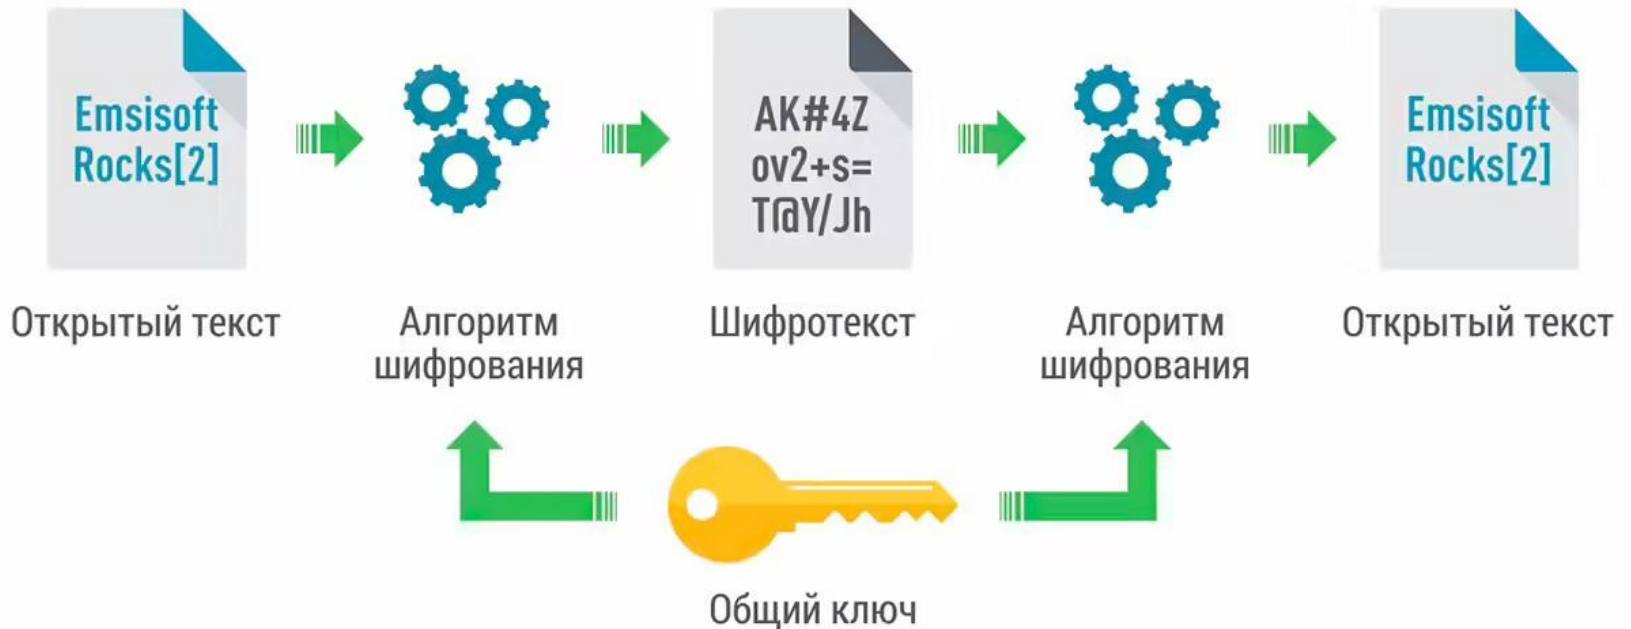 Emsisoft
Rocks[2]
AK#4Z
ov2+s=
T@Y/Jh
Emsisoft
Rocks[2]
Открытый текст
Алгоритм
шифрования
Шифротекст
Алгоритм
шифрования
Открытый текст
Общий ключ